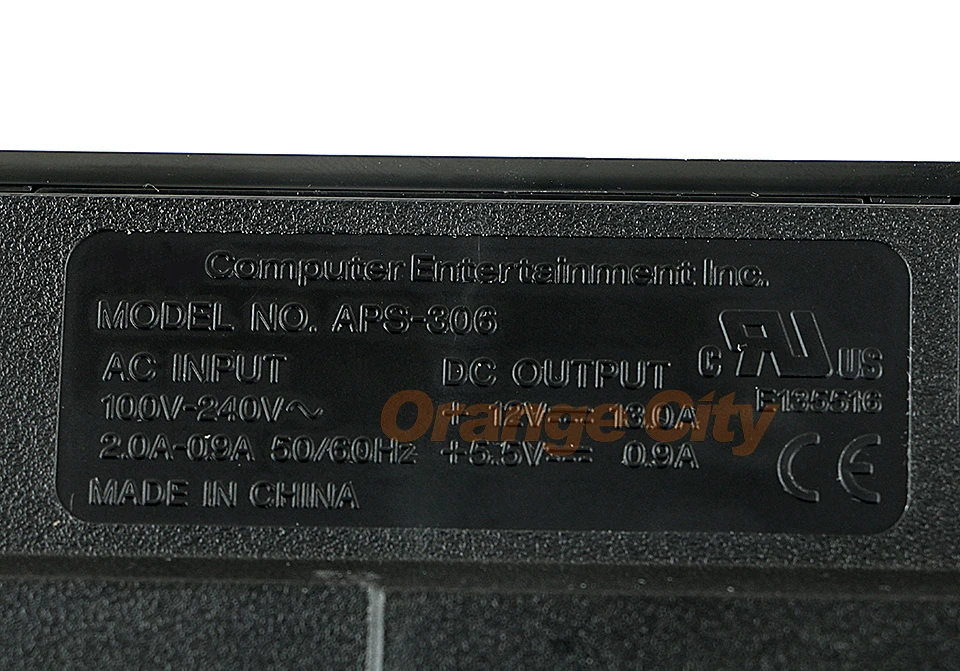 Computer Entertainment Inc.
MODEL NO. APS-306
AC INPUT
100V-240V∼
2.0A-0.9A 50/60Hz
DC OUTPUT
+ 12V⎓ 13.0A
+5.5V⎓ 0.9A
MADE IN CHINA
C RU US
E135516
CE
Orange City